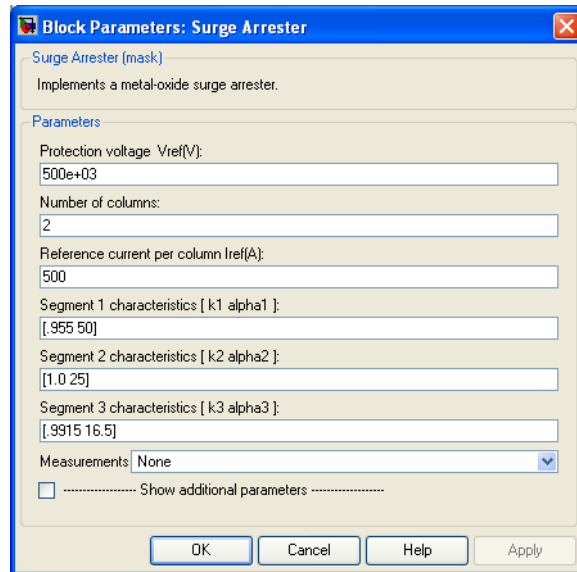 Block Parameters: Surge Arrester
Surge Arrester (mask)
Implements a metal-oxide surge arrester.
Parameters
Protection voltage Vref(V):
500e+03
Number of columns:
2
Reference current per column Iref(A):
500
Segment 1 characteristics [ k1 alpha1 ]:
[.955 50]
Segment 2 characteristics [ k2 alpha2 ]:
[1.0 25]
Segment 3 characteristics [ k3 alpha3 ]:
[.9915 16.5]
Measurements None
------------------ Show additional parameters ------------------
OK Cancel Help Apply